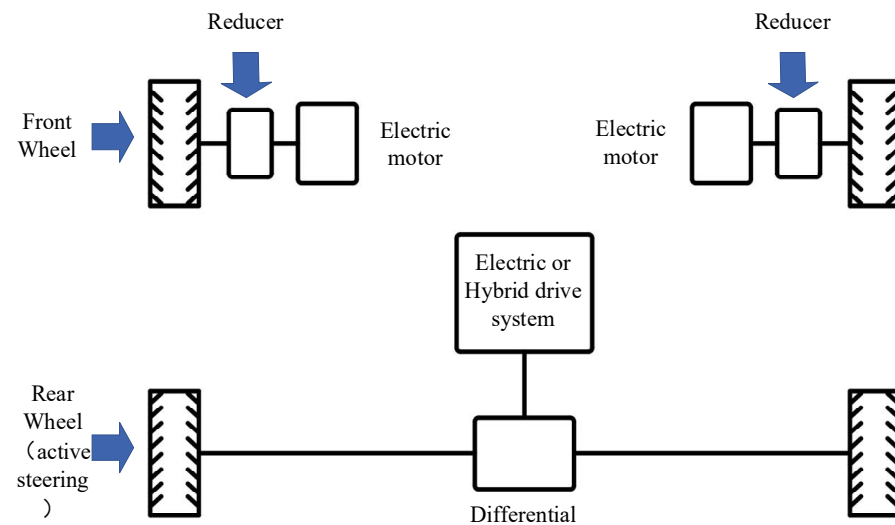 Reducer
Reducer
Front
Wheel
Electric
motor
Electric
motor
Electric or
Hybrid drive
system
Rear
Wheel
（active
steering
）
Differential